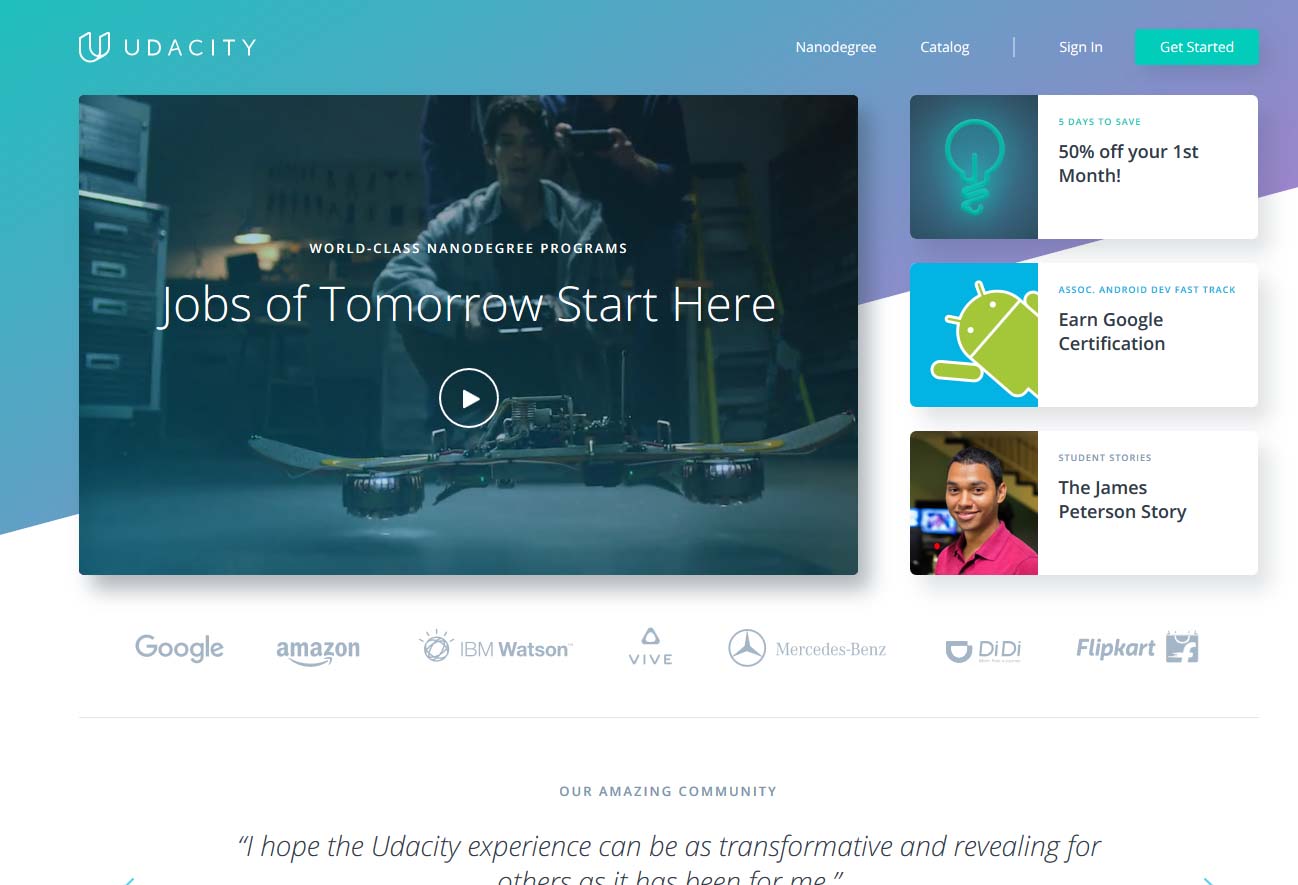 UDACITY
Nanodegree
Catalog
Sign In
Get Started
WORLD-CLASS NANODEGREE PROGRAMS
Jobs of Tomorrow Start Here
5 DAYS TO SAVE
50% off your 1st
Month!
ASSOC. ANDROID DEV FAST TRACK
Earn Google
Certification
STUDENT STORIES
The James
Peterson Story
Google
amazon
IBM Watson™
VIVE
Mercedes-Benz
DiDi
Flipkart
OUR AMAZING COMMUNITY
“I hope the Udacity experience can be as transformative and revealing for
others as it has been for me.”